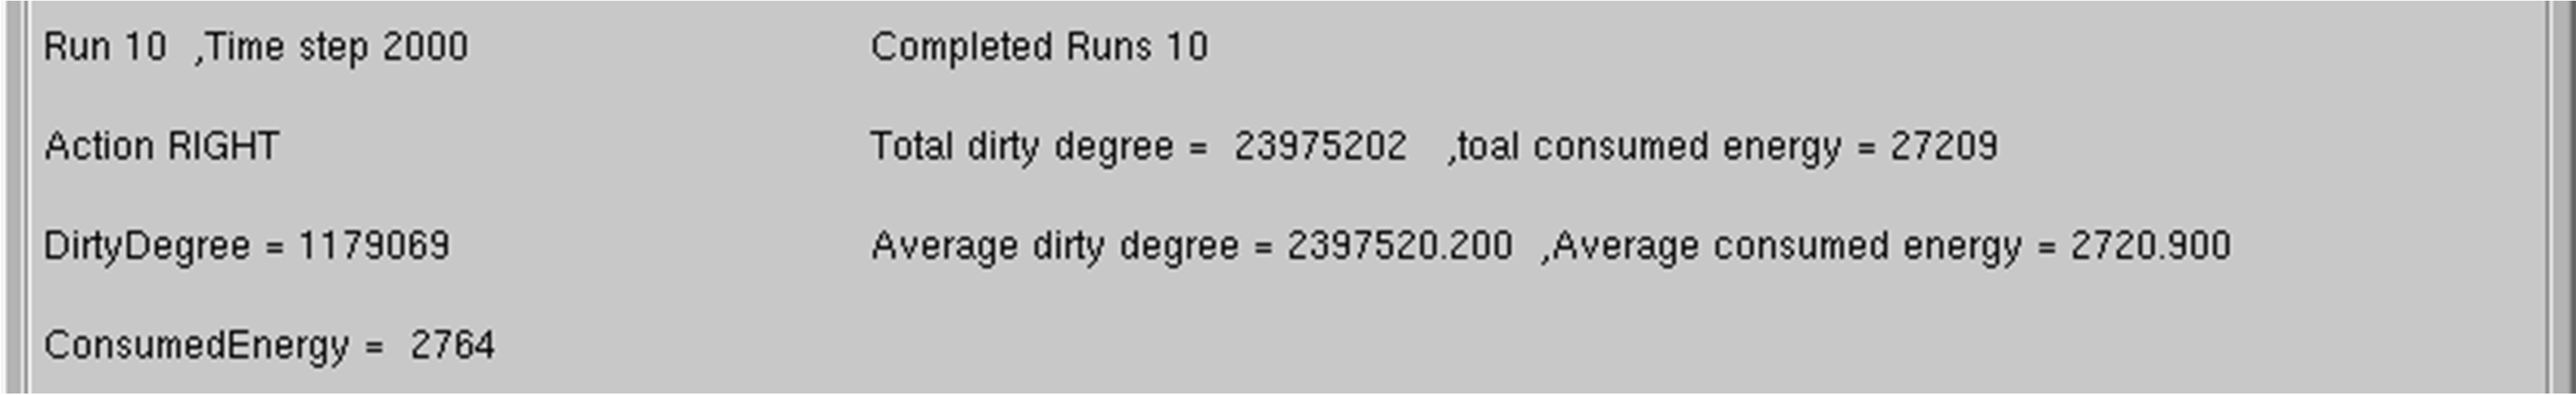 Run 10 ,Time step 2000 Completed Runs 10
Action RIGHT Total dirty degree = 23975202 ,toal consumed energy = 27209
DirtyDegree = 1179069 Average dirty degree = 2397520.200 ,Average consumed energy = 2720.900
ConsumedEnergy = 2764